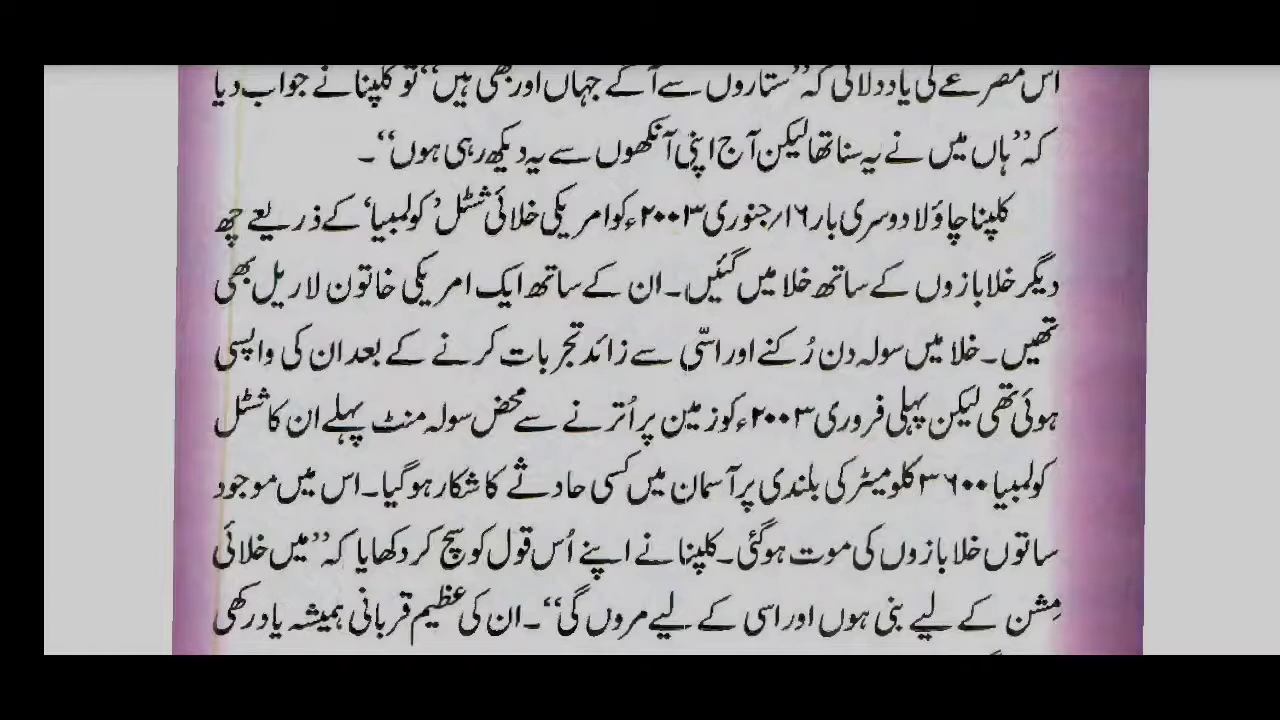 اس مصرعے کی یاد دلائی کہ ’’ستاروں سے آگے جہاں اور بھی ہیں‘‘ تو کلپنا نے جواب دیا
کہ ’’ہاں میں نے یہ سنا تھا لیکن آج اپنی آنکھوں سے یہ دیکھ رہی ہوں‘‘۔
کلپنا چاؤلا دوسری بار ۱۶؍جنوری ۲۰۰۳ء کو امریکی خلائی شٹل ’کولمبیا‘ کے ذریعے چھ
دیگر خلا بازوں کے ساتھ خلا میں گئیں۔ ان کے ساتھ ایک امریکی خاتون لاریل بھی
تھیں۔ خلا میں سولہ دن رُکنے اور اسّی سے زائد تجربات کرنے کے بعد ان کی واپسی
ہوئی تھی لیکن پہلی فروری ۲۰۰۳ء کو زمین پر اُترنے سے محض سولہ منٹ پہلے ان کا شٹل
کولمبیا ۳۶۰۰ کلومیٹر کی بلندی پر آسمان میں کسی حادثے کا شکار ہو گیا۔ اس میں موجود
ساتوں خلا بازوں کی موت ہو گئی۔ کلپنا نے اپنے اُس قول کو سچ کر دکھایا کہ ’’میں خلائی
مِشن کے لیے بنی ہوں اور اسی کے لیے مروں گی‘‘۔ ان کی عظیم قربانی ہمیشہ یاد رکھی